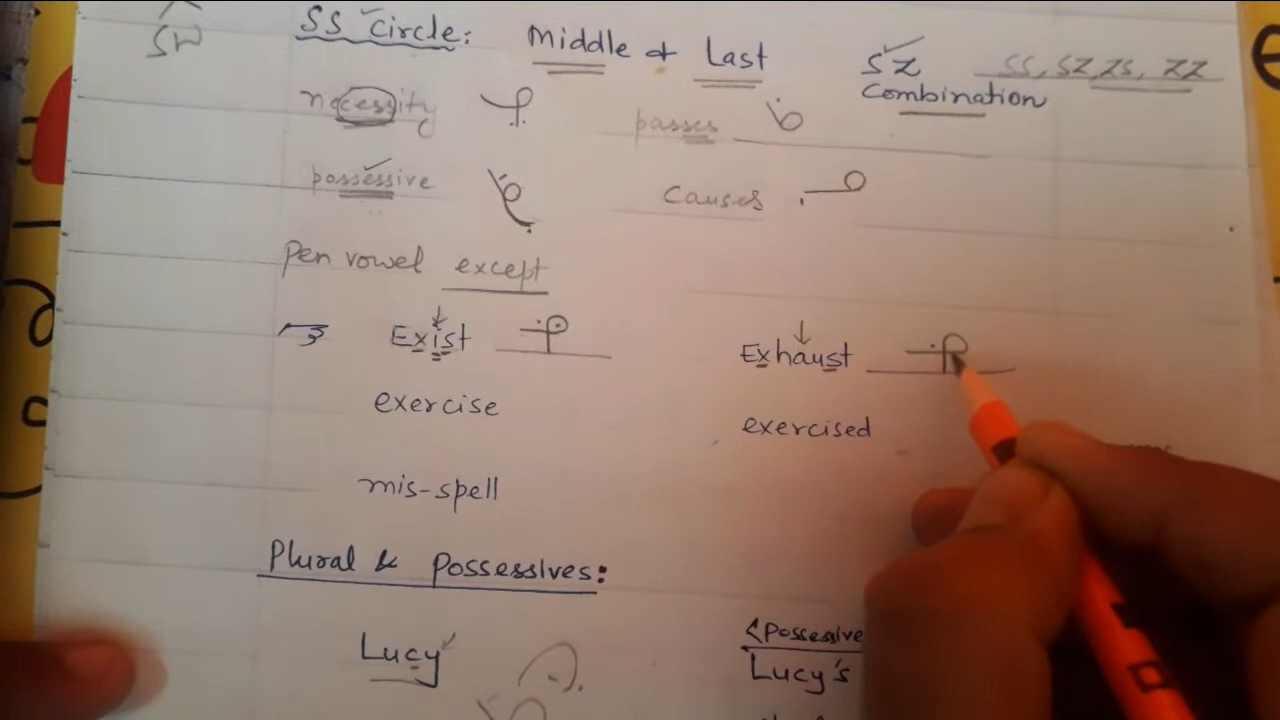 SW
SS Circle: Middle & Last SZ SS, SZ, ZS, ZZ
Combination
necessity passes
possessive causes
Pen vowel except
Exist Exhaust
exercise exercised
mis-spell
Plural & Possessives:
<Possessive
Lucy Lucy's